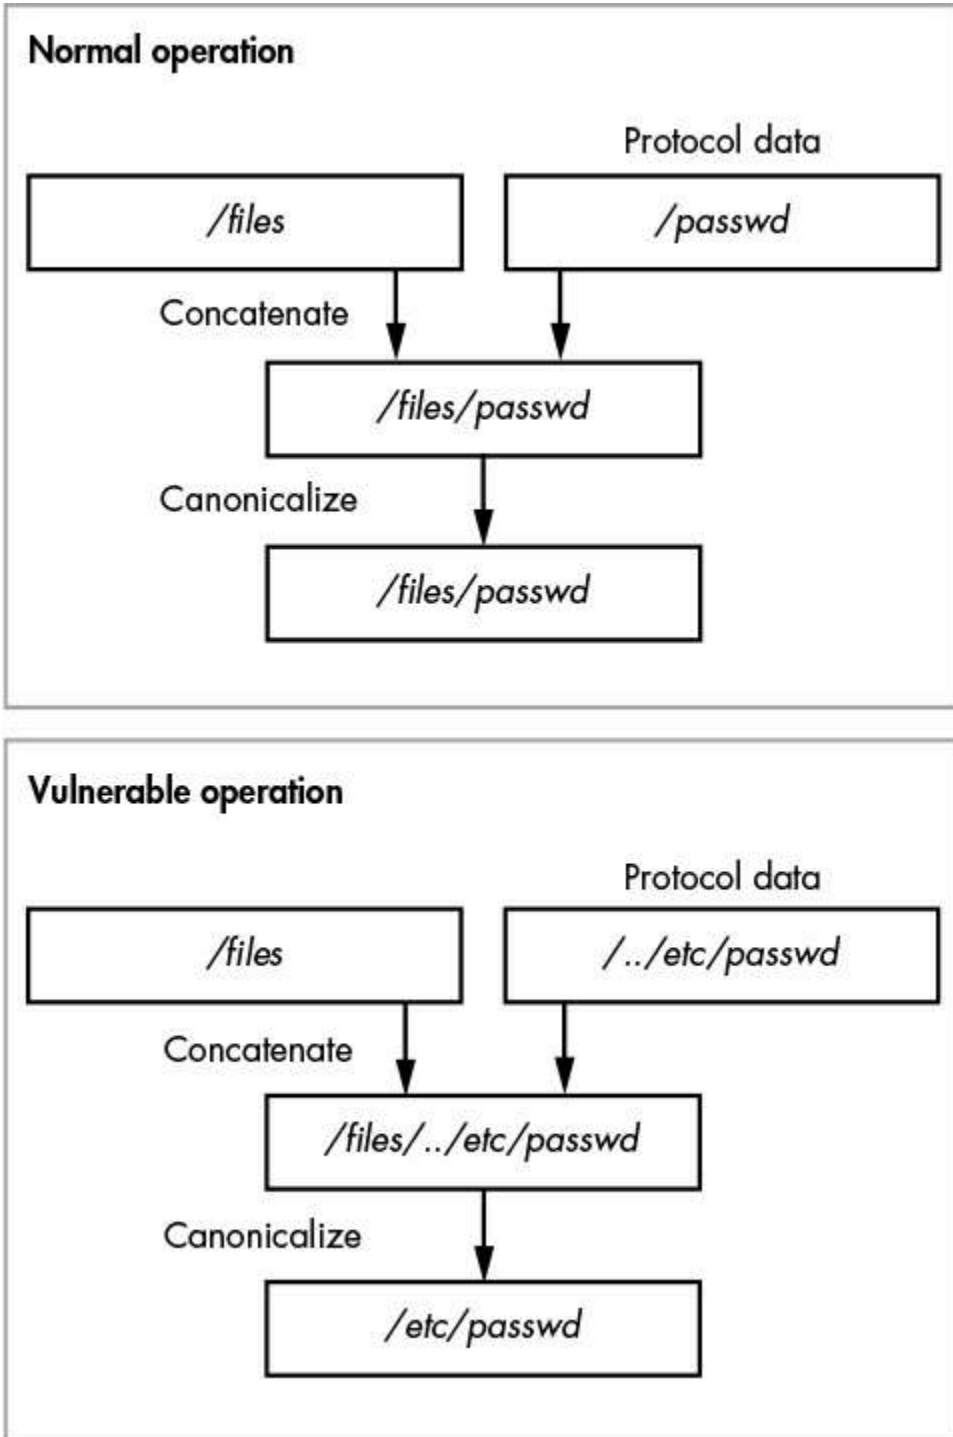 Normal operation
Protocol data
/files
/passwd
Concatenate
/files/passwd
Canonicalize
/files/passwd
Vulnerable operation
Protocol data
/files
/../etc/passwd
Concatenate
/files/../etc/passwd
Canonicalize
/etc/passwd